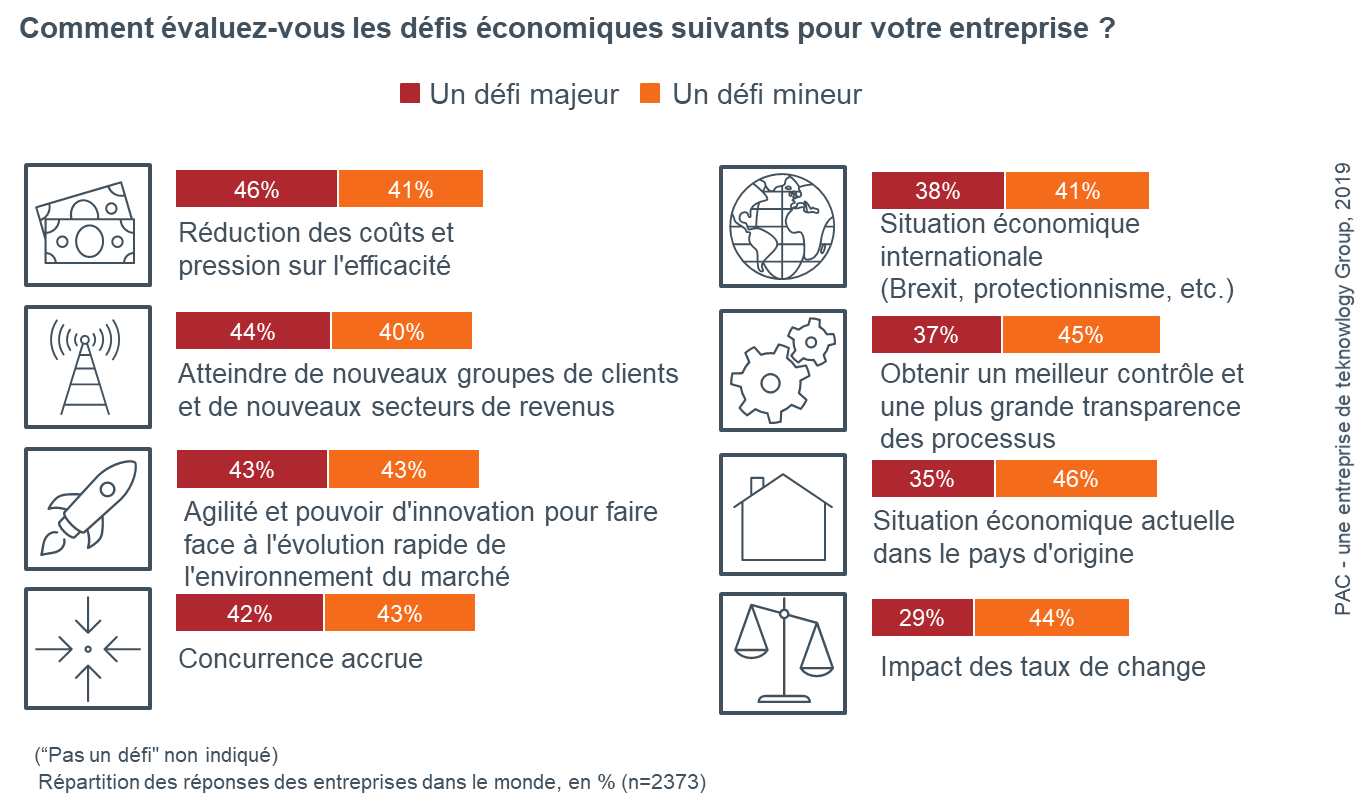 Comment évaluez-vous les défis économiques suivants pour votre entreprise ?
Un défi majeur Un défi mineur
46% 41%
Réduction des coûts et
pression sur l'efficacité
44% 40%
Atteindre de nouveaux groupes de clients
et de nouveaux secteurs de revenus
43% 43%
Agilité et pouvoir d'innovation pour faire
face à l'évolution rapide de
l'environnement du marché
42% 43%
Concurrence accrue
38% 41%
Situation économique
internationale
(Brexit, protectionnisme, etc.)
37% 45%
Obtenir un meilleur contrôle et
une plus grande transparence
des processus
35% 46%
Situation économique actuelle
dans le pays d'origine
29% 44%
Impact des taux de change
(“Pas un défi" non indiqué)
Répartition des réponses des entreprises dans le monde, en % (n=2373)
PAC - une entreprise de teknowlogy Group, 2019